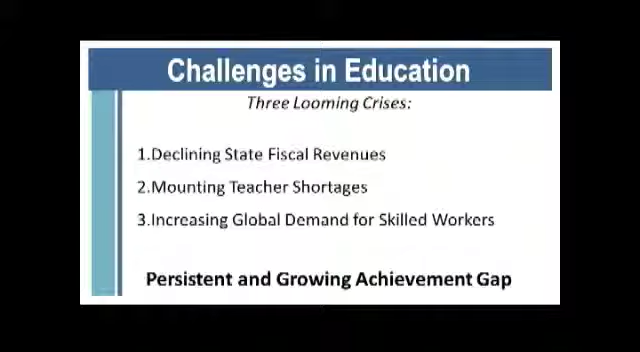 Challenges in Education
Three Looming Crises:
1.Declining State Fiscal Revenues
2.Mounting Teacher Shortages
3.Increasing Global Demand for Skilled Workers
Persistent and Growing Achievement Gap